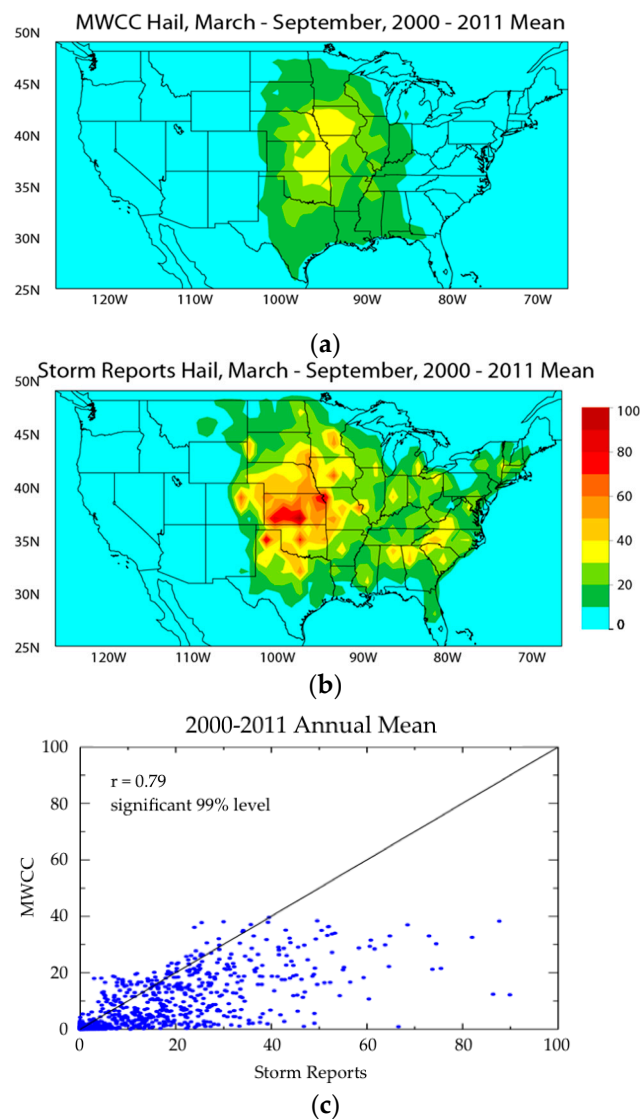 MWCC Hail, March - September, 2000 - 2011 Mean
50N
45N
40N
35N
30N
25N
120W 110W 100W 90W 80W 70W
(a)
Storm Reports Hail, March - September, 2000 - 2011 Mean
50N
45N
40N
35N
30N
25N
120W 110W 100W 90W 80W 70W
100
80
60
40
20
0
(b)
2000-2011 Annual Mean
r = 0.79
significant 99% level
MWCC
100
80
60
40
20
0
0 20 40 60 80 100
Storm Reports
(c)